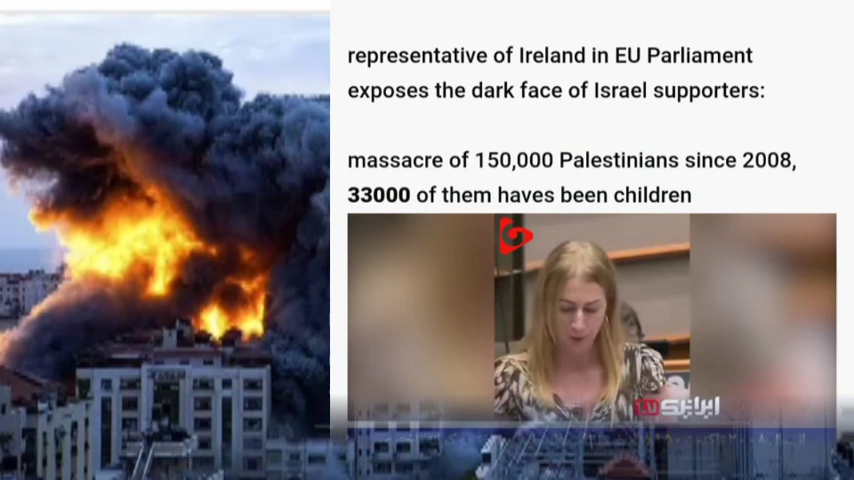 representative of Ireland in EU Parliament
exposes the dark face of Israel supporters:
massacre of 150,000 Palestinians since 2008,
33000 of them haves been children